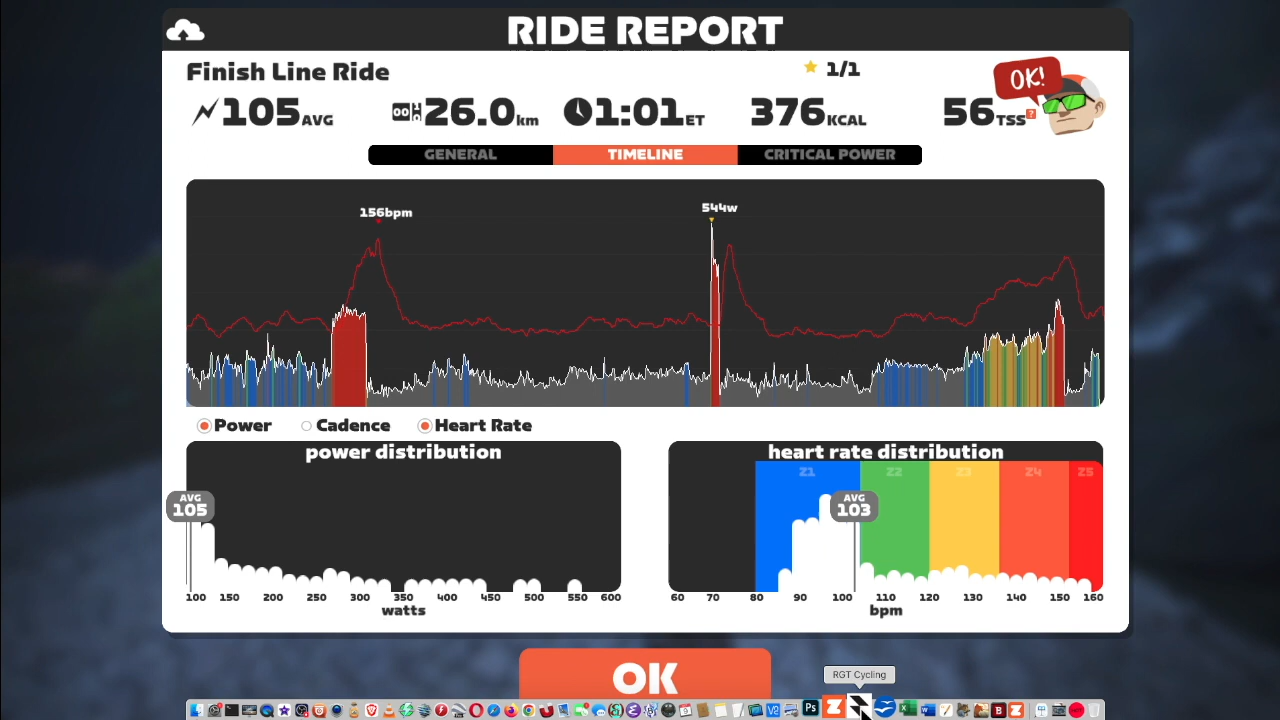 RIDE REPORT
Finish Line Ride
1/1
OK!
105AVG
26.0km
1:01ET
376KCAL
56TSS
?
GENERAL
TIMELINE
CRITICAL POWER
156bpm
544w
Power
Cadence
Heart Rate
power distribution
AVG
105
100 150 200 250 300 350 400 450 500 550 600
watts
heart rate distribution
Z1 Z2 Z3 Z4 Z5
AVG
103
60 70 80 90 100 110 120 130 140 150 160
bpm
OK
RGT Cycling
Ps